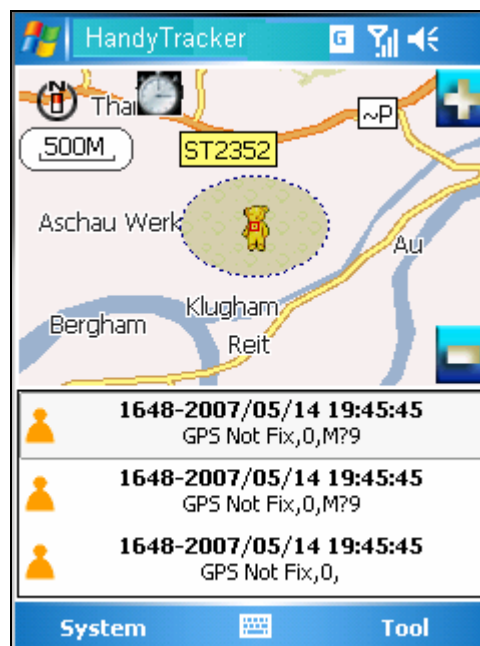 HandyTracker
G
N
Thai
~P
500M
ST2352
Aschau Werk
Au
Klugham
Bergham
Reit
1648-2007/05/14 19:45:45
GPS Not Fix,0,M?9
1648-2007/05/14 19:45:45
GPS Not Fix,0,M?9
1648-2007/05/14 19:45:45
GPS Not Fix,0,
System
Tool